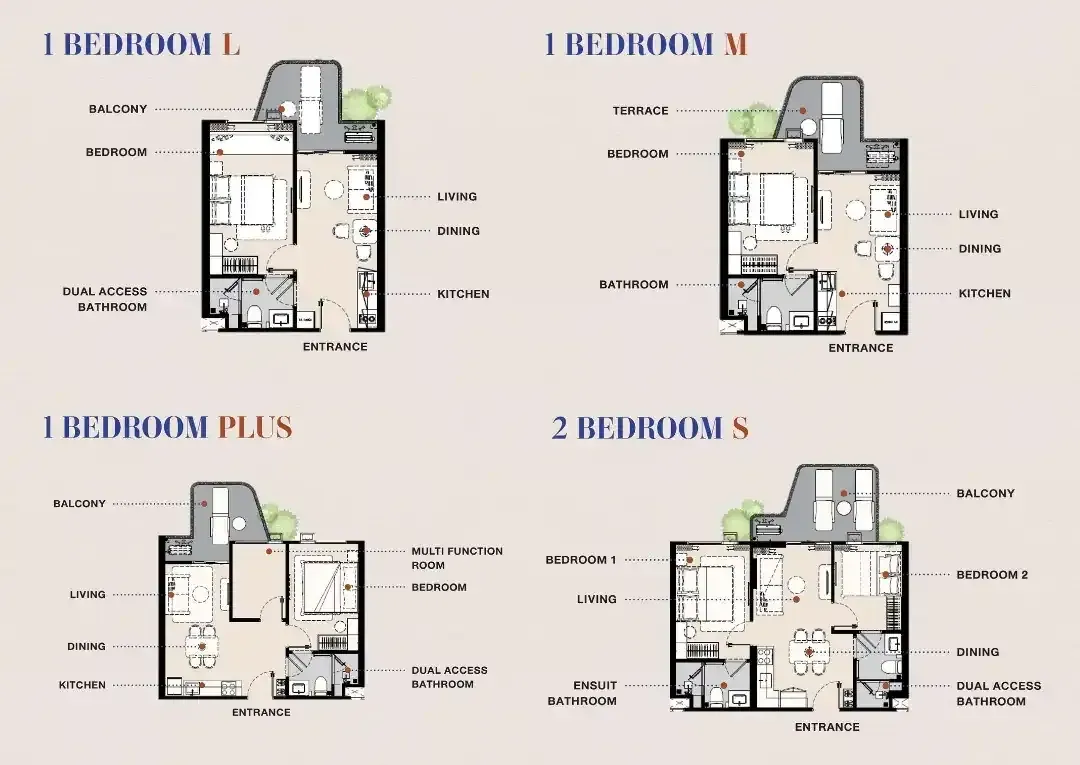 1 BEDROOM L
BALCONY
BEDROOM
LIVING
DINING
DUAL ACCESS
BATHROOM
KITCHEN
ENTRANCE
1 BEDROOM M
TERRACE
BEDROOM
LIVING
DINING
BATHROOM
KITCHEN
ENTRANCE
1 BEDROOM PLUS
BALCONY
MULTI FUNCTION
ROOM
BEDROOM
LIVING
DINING
DUAL ACCESS
BATHROOM
KITCHEN
ENTRANCE
2 BEDROOM S
BALCONY
BEDROOM 1
BEDROOM 2
LIVING
DINING
ENSUIT
BATHROOM
DUAL ACCESS
BATHROOM
ENTRANCE